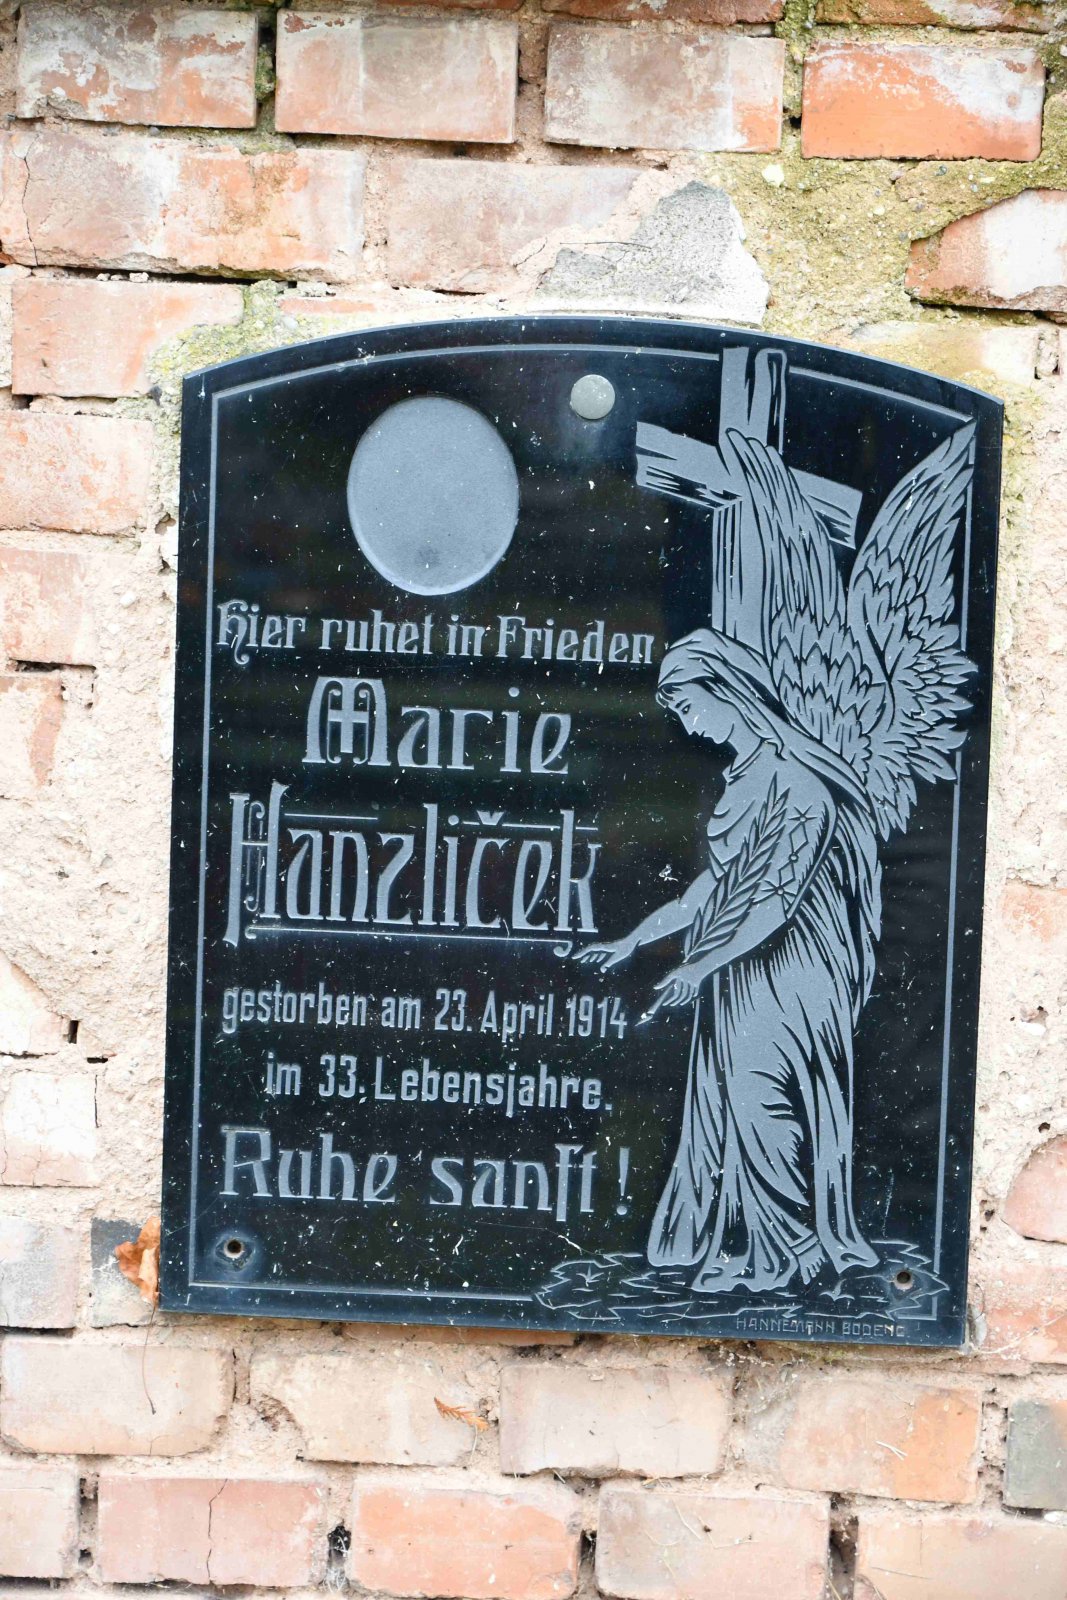 Hier ruhet in Frieden
Marie
Hanzliček
gestorben am 23. April 1914
im 33. Lebensjahre.
Ruhe sanft!
HANNEMANN BODENC